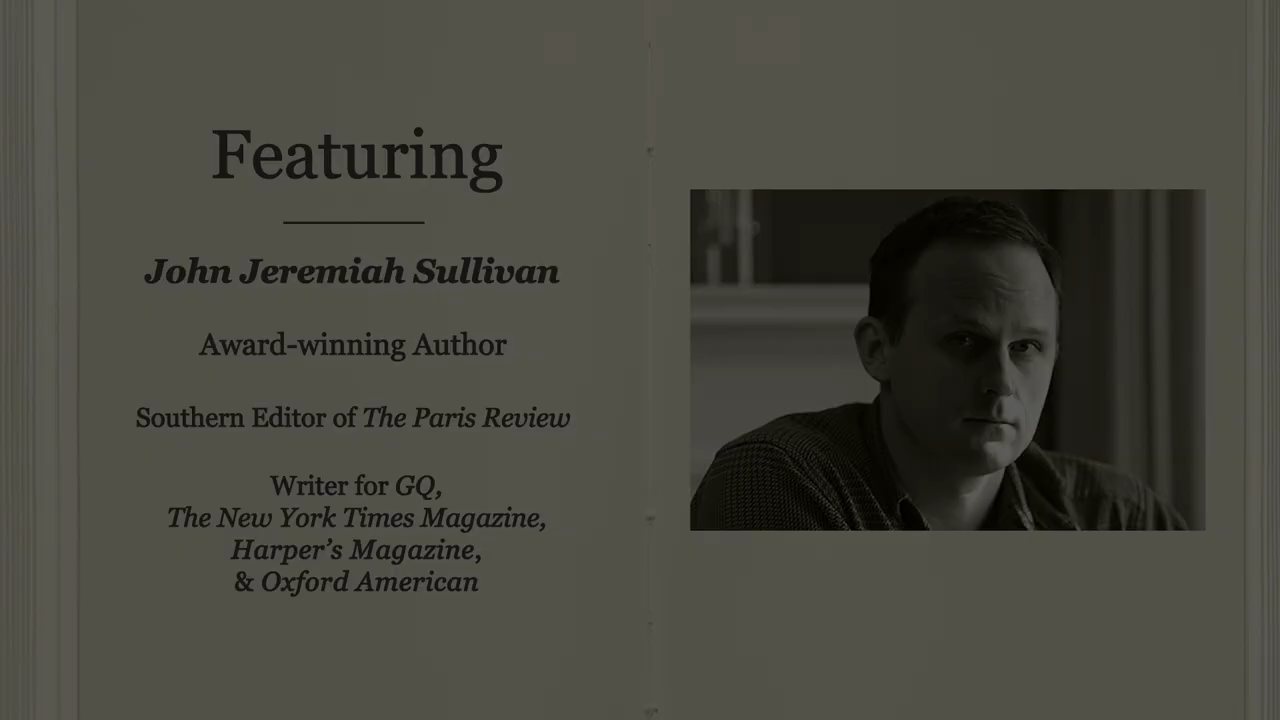 Featuring
John Jeremiah Sullivan
Award-winning Author
Southern Editor of The Paris Review
Writer for GQ,
The New York Times Magazine,
Harper’s Magazine,
& Oxford American